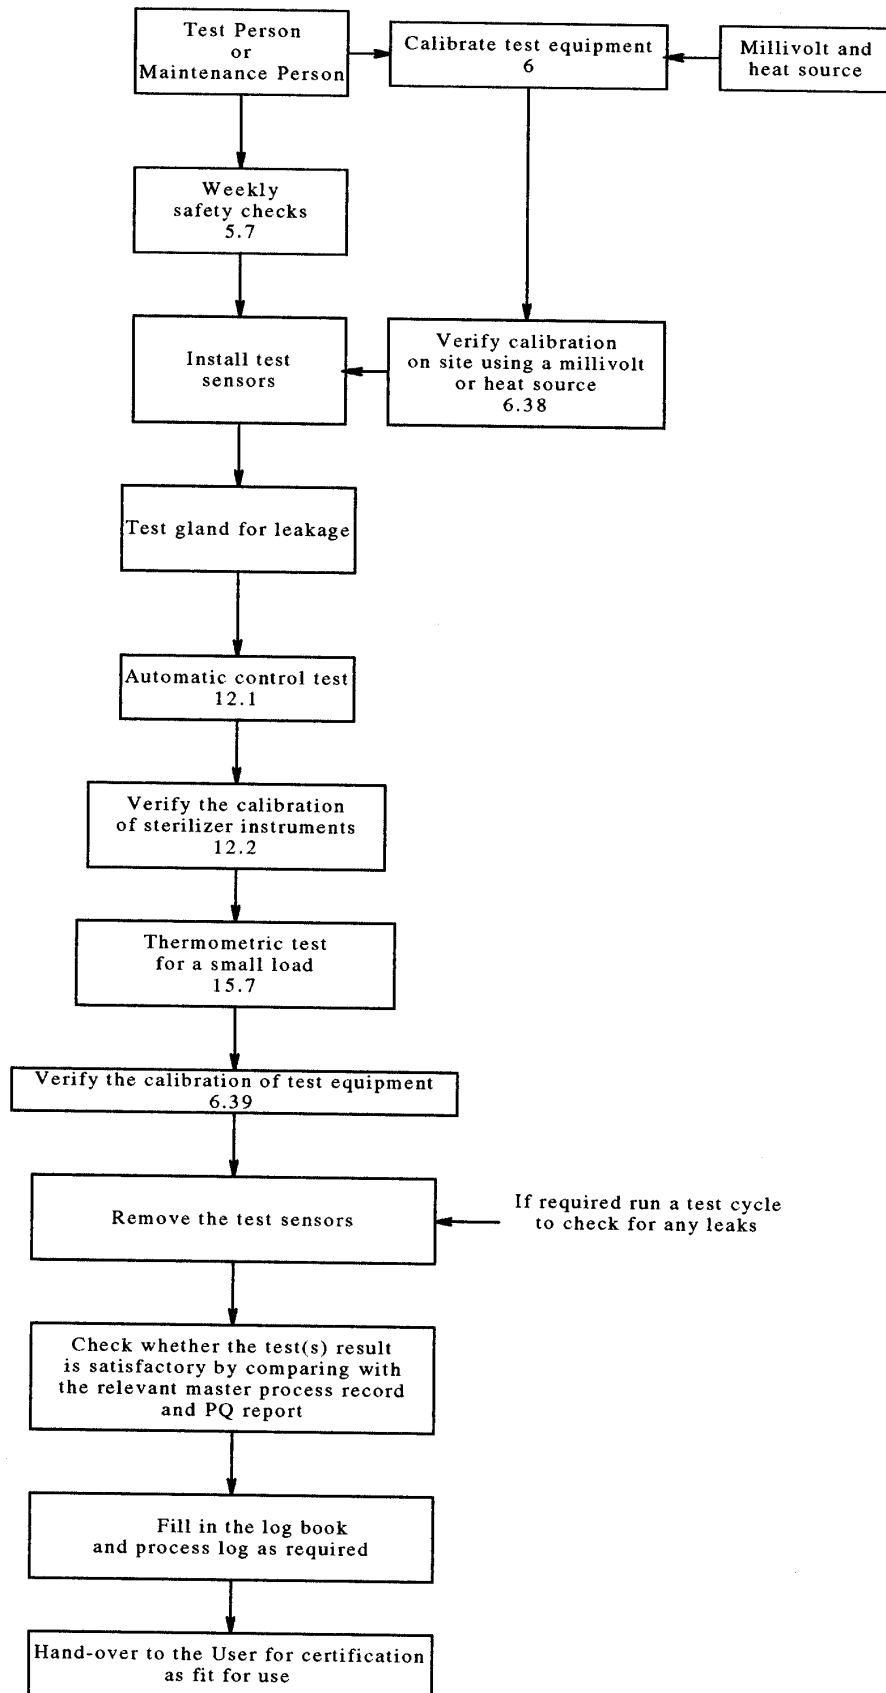 Test Person
or
Maintenance Person
Calibrate test equipment
6
Millivolt and
heat source
Weekly
safety checks
5.7
Install test
sensors
Verify calibration
on site using a millivolt
or heat source
6.38
Test gland for leakage
Automatic control test
12.1
Verify the calibration
of sterilizer instruments
12.2
Thermometric test
for a small load
15.7
Verify the calibration of test equipment
6.39
Remove the test sensors
If required run a test cycle
to check for any leaks
Check whether the test(s) result
is satisfactory by comparing with
the relevant master process record
and PQ report
Fill in the log book
and process log as required
Hand-over to the User for certification
as fit for use